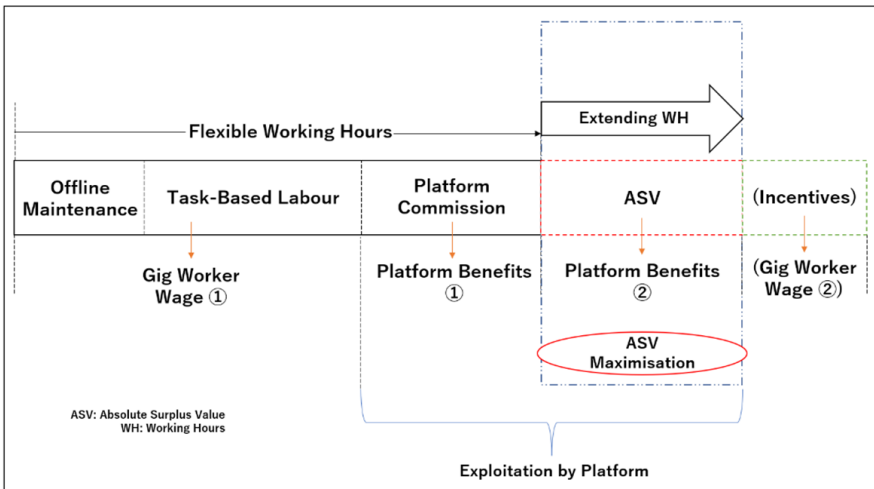 Flexible Working Hours
Extending WH
Offline
Maintenance
Task-Based Labour
Platform
Commission
ASV
(Incentives)
Gig Worker
Wage ①
Platform Benefits
①
Platform Benefits
②
(Gig Worker
Wage ②)
ASV
Maximisation
ASV: Absolute Surplus Value
WH: Working Hours
Exploitation by Platform